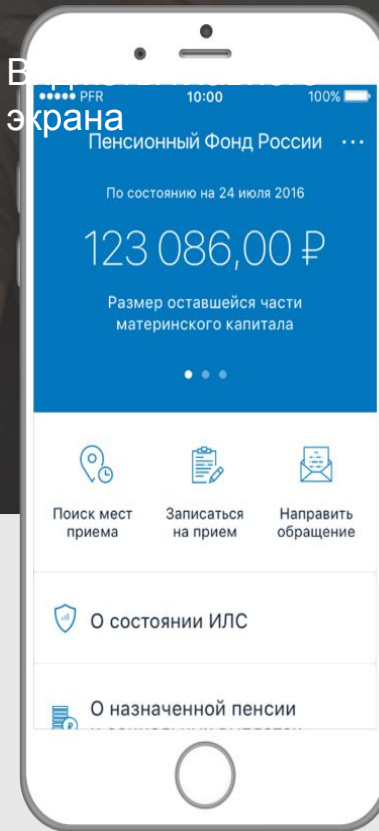 экрана
PFR 10:00 100%
Пенсионный Фонд России
По состоянию на 24 июля 2016
123 086,00 ₽
Размер оставшейся части
материнского капитала
Поиск мест
приема
Записаться
на прием
Направить
обращение
О состоянии ИЛС
О назначенной пенсии